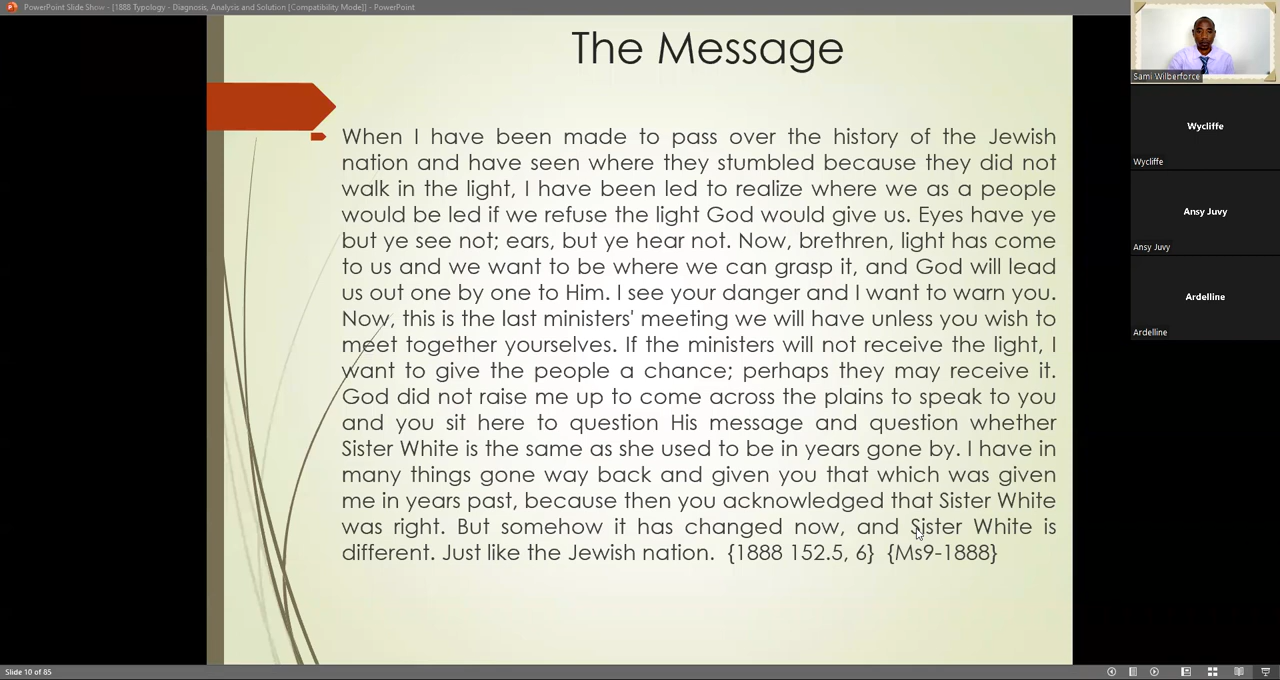 PowerPoint Slide Show - [1888 Typology - Diagnosis, Analysis and Solution [Compatibility Mode]] - PowerPoint
The Message
When I have been made to pass over the history of the Jewish
nation and have seen where they stumbled because they did not
walk in the light, I have been led to realize where we as a people
would be led if we refuse the light God would give us. Eyes have ye
but ye see not; ears, but ye hear not. Now, brethren, light has come
to us and we want to be where we can grasp it, and God will lead
us out one by one to Him. I see your danger and I want to warn you.
Now, this is the last ministers' meeting we will have unless you wish to
meet together yourselves. If the ministers will not receive the light, I
want to give the people a chance; perhaps they may receive it.
God did not raise me up to come across the plains to speak to you
and you sit here to question His message and question whether
Sister White is the same as she used to be in years gone by. I have in
many things gone way back and given you that which was given
me in years past, because then you acknowledged that Sister White
was right. But somehow it has changed now, and Sister White is
different. Just like the Jewish nation. {1888 152.5, 6} {Ms9-1888}
Sami Wilberforce
Wycliffe
Wycliffe
Ansy Juvy
Ansy Juvy
Ardelline
Ardelline
Slide 10 of 85